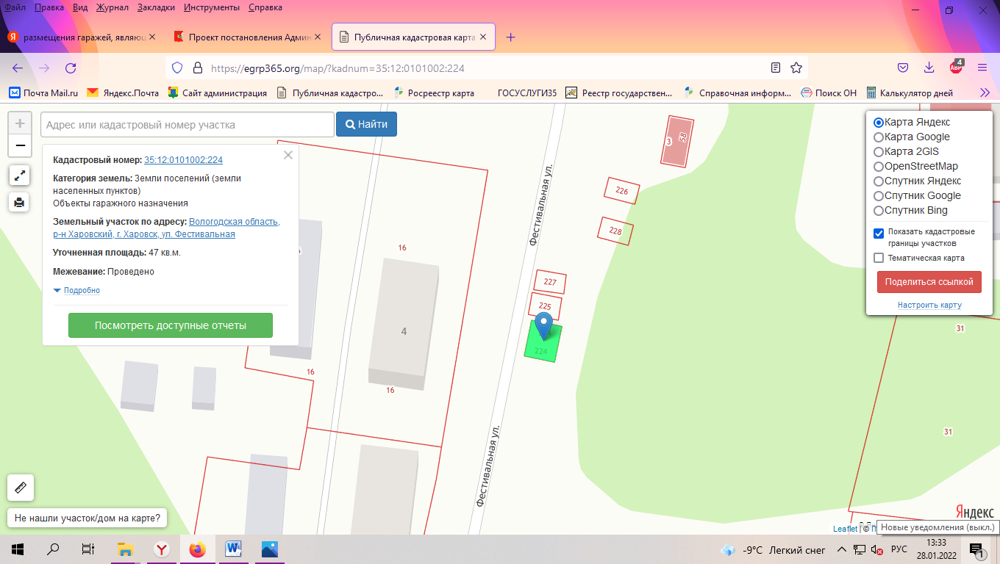 Файл Правка Вид Журнал Закладки Инструменты Справка
размещения гаражей, являющ
Проект постановления Админ
Публичная кадастровая карта
https://egrp365.org/map/?kadnum=35:12:0101002:224
4
ABP
Почта Mail.ru
Яндекс.Почта
Сайт администрация
Публичная кадастро...
Росреестр карта
ГОСУСЛУГИ35
Реестр государствен...
Справочная информ...
Поиск ОН
Калькулятор дней
Адрес или кадастровый номер участка
Найти
Кадастровый номер: 35:12:0101002:224
Категория земель: Земли поселений (земли
населенных пунктов)
Объекты гаражного назначения
Земельный участок по адресу: Вологодская область,
р-н Харовский, г. Харовск, ул. Фестивальная
Уточненная площадь: 47 кв.м.
Межевание: Проведено
Подробно
Посмотреть доступные отчеты
Карта Яндекс
Карта Google
Карта 2GIS
OpenStreetMap
Спутник Яндекс
Спутник Google
Спутник Bing
Показать кадастровые
границы участков
Тематическая карта
Поделиться ссылкой
Настроить карту
3
58
226
228
Фестивальная ул.
16
227
225
224
4
16
16
31
31
Фестивальная ул.
Не нашли участок/дом на карте?
Яндекс
Leaflet | ©
Новые уведомления (выкл.)
-9°C Легкий снег
РУС
13:33
28.01.2022
1